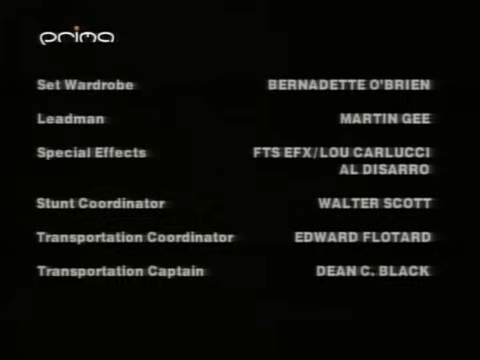 prima
Set Wardrobe BERNADETTE O'BRIEN
Leadman MARTIN GEE
Special Effects FTS EFX/LOU CARLUCCI
AL DISARRO
Stunt Coordinator WALTER SCOTT
Transportation Coordinator EDWARD FLOTARD
Transportation Captain DEAN C. BLACK